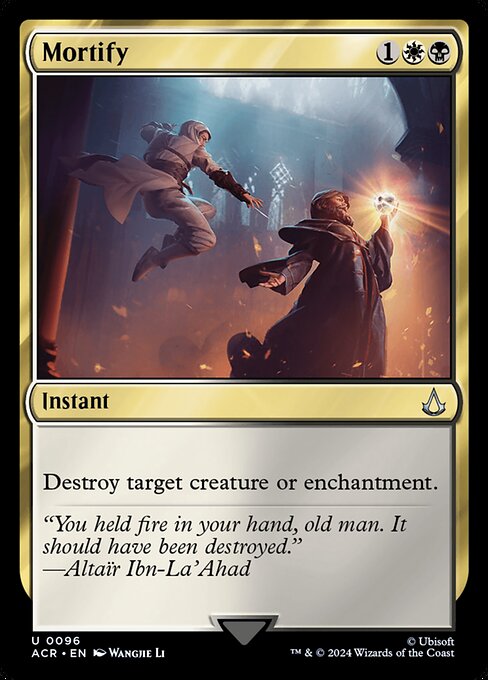 Mortify
1
Instant
Destroy target creature or enchantment.
“You held fire in your hand, old man. It
should have been destroyed.”
—Altaïr Ibn-La’Ahad
U 0096
ACR • EN Wangjie Li
© Ubisoft
™ & © 2024 Wizards of the Coast